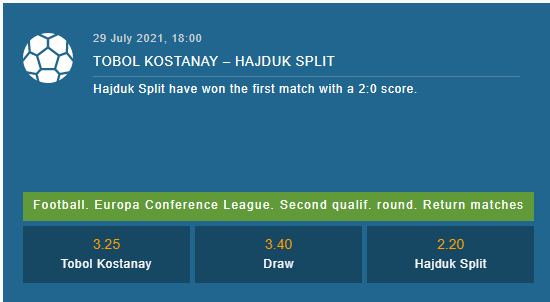 29 July 2021, 18:00
TOBOL KOSTANAY – HAJDUK SPLIT
Hajduk Split have won the first match with a 2:0 score.
Football. Europa Conference League. Second qualif. round. Return matches
3.25
Tobol Kostanay
3.40
Draw
2.20
Hajduk Split